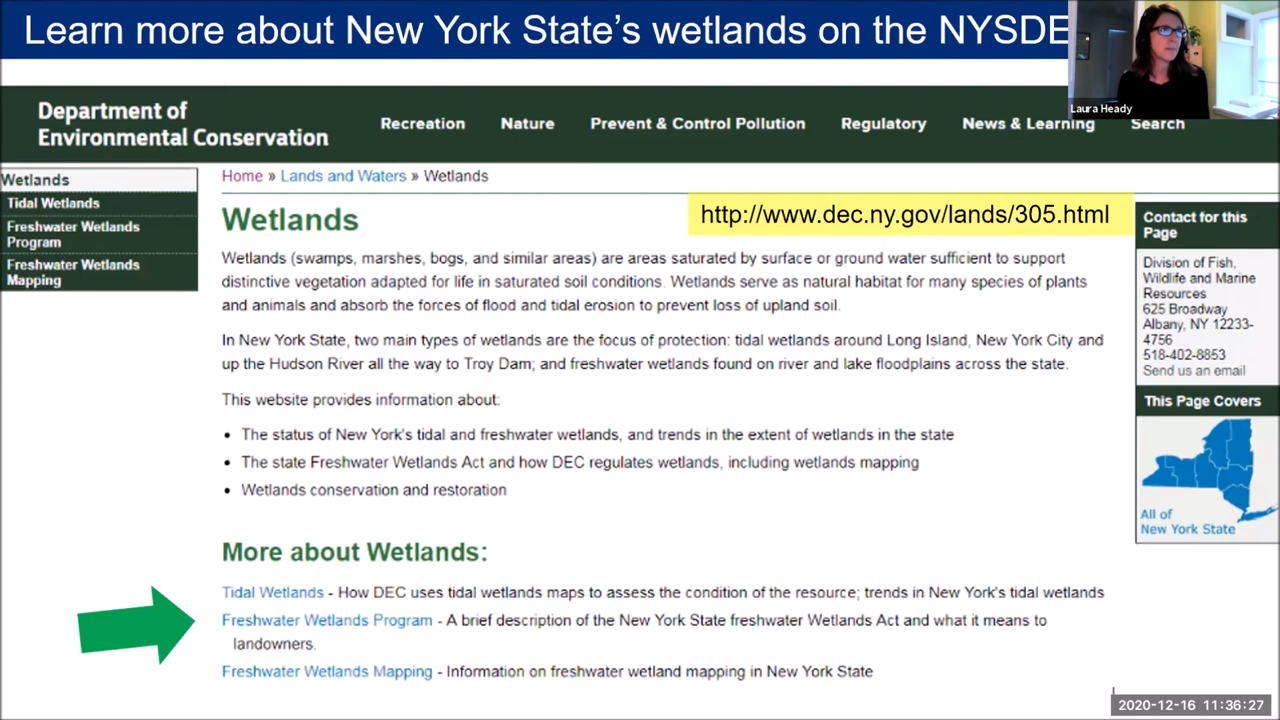 Learn more about New York State's wetlands on the NYSDE
Laura Heady
Department of
Environmental Conservation
Recreation Nature Prevent & Control Pollution Regulatory News & Learning Search
Wetlands
Tidal Wetlands
Freshwater Wetlands
Program
Freshwater Wetlands
Mapping
Home » Lands and Waters » Wetlands
Wetlands
http://www.dec.ny.gov/lands/305.html
Wetlands (swamps, marshes, bogs, and similar areas) are areas saturated by surface or ground water sufficient to support
distinctive vegetation adapted for life in saturated soil conditions. Wetlands serve as natural habitat for many species of plants
and animals and absorb the forces of flood and tidal erosion to prevent loss of upland soil.
In New York State, two main types of wetlands are the focus of protection: tidal wetlands around Long Island, New York City and
up the Hudson River all the way to Troy Dam; and freshwater wetlands found on river and lake floodplains across the state.
This website provides information about:
• The status of New York's tidal and freshwater wetlands, and trends in the extent of wetlands in the state
• The state Freshwater Wetlands Act and how DEC regulates wetlands, including wetlands mapping
• Wetlands conservation and restoration
More about Wetlands:
Tidal Wetlands - How DEC uses tidal wetlands maps to assess the condition of the resource; trends in New York's tidal wetlands
Freshwater Wetlands Program - A brief description of the New York State freshwater Wetlands Act and what it means to
landowners.
Freshwater Wetlands Mapping - Information on freshwater wetland mapping in New York State
Contact for this
Page
Division of Fish,
Wildlife and Marine
Resources
625 Broadway
Albany, NY 12233-
4756
518-402-8853
Send us an email
This Page Covers
All of
New York State
2020-12-16 11:36:27